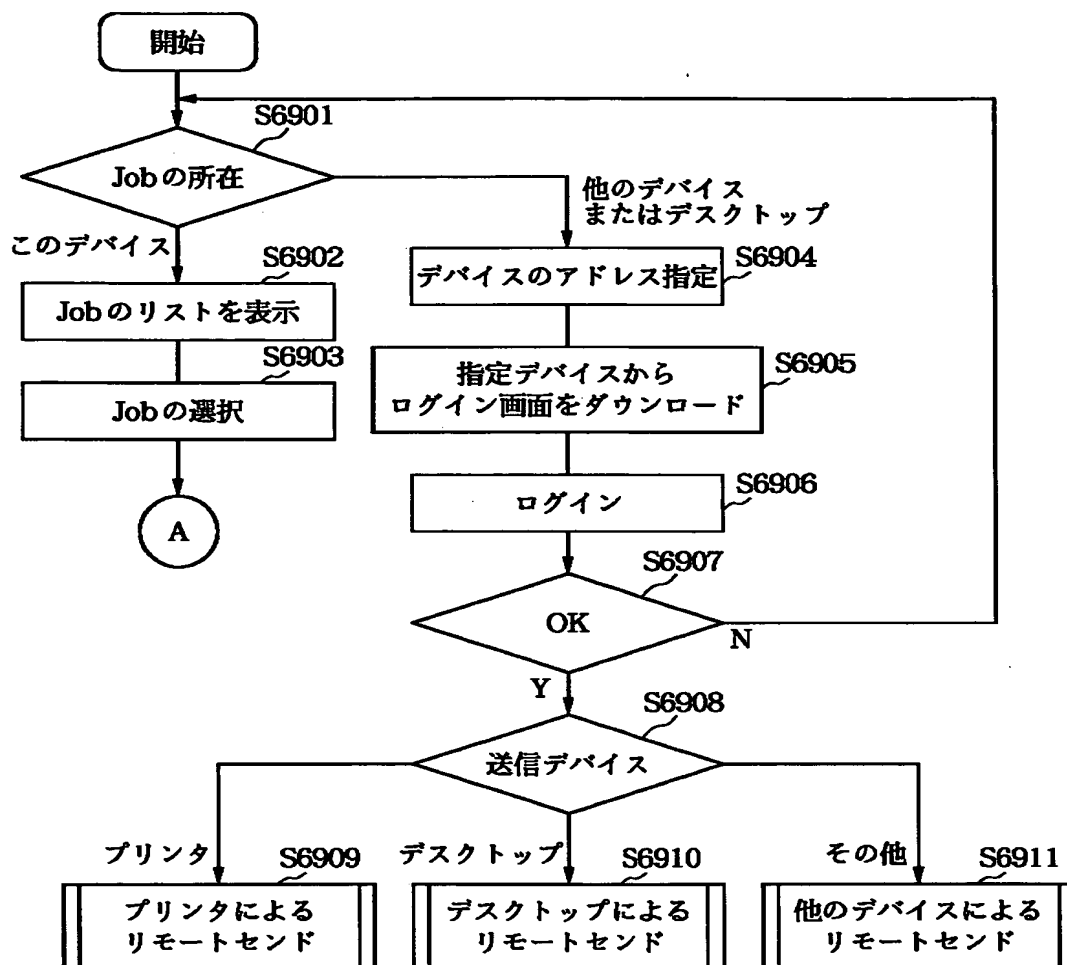 開始
S6901
Jobの所在
このデバイス
他のデバイス
またはデスクトップ
S6902
Jobのリストを表示
S6903
Jobの選択
A
S6904
デバイスのアドレス指定
S6905
指定デバイスから
ログイン画面をダウンロード
S6906
ログイン
S6907
OK
N
Y
S6908
送信デバイス
プリンタ
S6909
プリンタによる
リモートセンド
デスクトップ
S6910
デスクトップによる
リモートセンド
その他
S6911
他のデバイスによる
リモートセンド